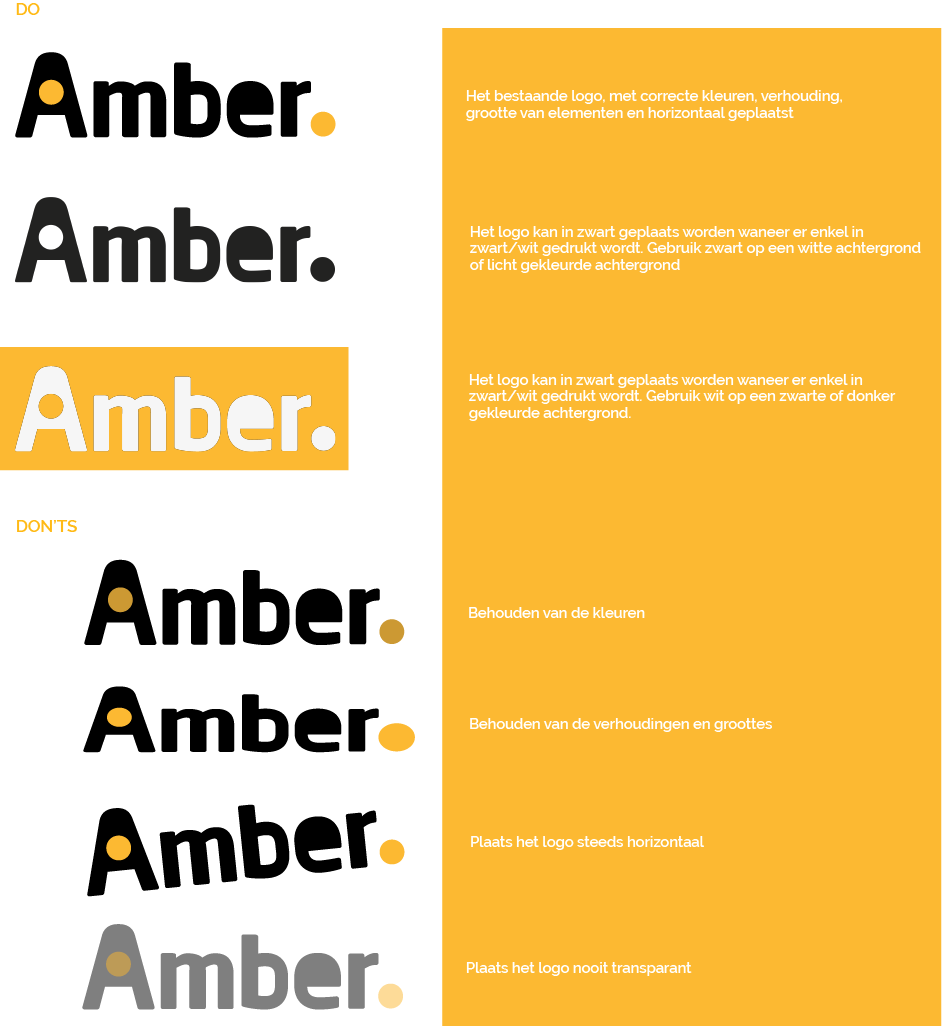 DO
Amber.
Het bestaande logo, met correcte kleuren, verhouding,
grootte van elementen en horizontaal geplaatst
Amber.
Het logo kan in zwart geplaats worden waneer er enkel in
zwart/wit gedrukt wordt. Gebruik zwart op een witte achtergrond
of licht gekleurde achtergrond
Amber.
Het logo kan in zwart geplaats worden waneer er enkel in
zwart/wit gedrukt wordt. Gebruik wit op een zwarte of donker
gekleurde achtergrond.
DON'TS
Amber.
Behouden van de kleuren
Amber.
Behouden van de verhoudingen en groottes
Amber.
Plaats het logo steeds horizontaal
Amber.
Plaats het logo nooit transparant